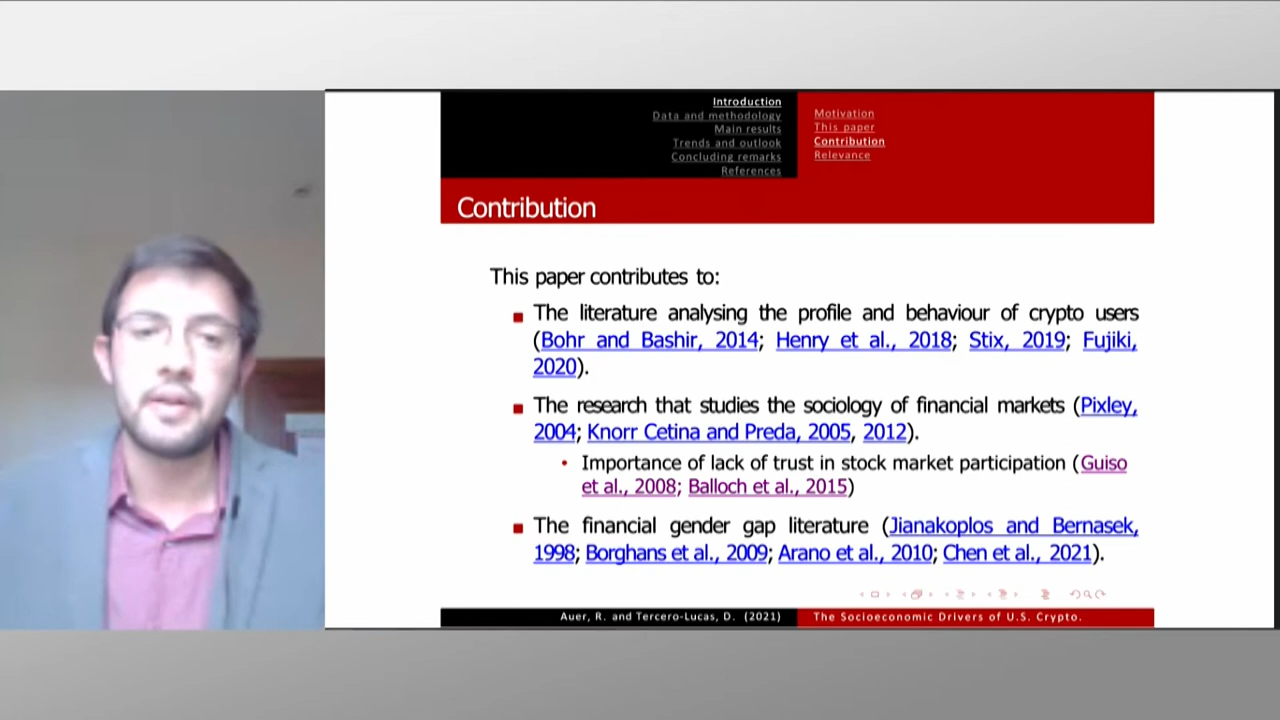 Introduction
Data and methodology
Main results
Trends and outlook
Concluding remarks
References
Motivation
This paper
Contribution
Relevance
Contribution
This paper contributes to:
The literature analysing the profile and behaviour of crypto users
(Bohr and Bashir, 2014; Henry et al., 2018; Stix, 2019; Fujiki,
2020).
The research that studies the sociology of financial markets (Pixley,
2004; Knorr Cetina and Preda, 2005, 2012).
Importance of lack of trust in stock market participation (Guiso
et al., 2008; Balloch et al., 2015)
The financial gender gap literature (Jianakoplos and Bernasek,
1998; Borghans et al., 2009; Arano et al., 2010; Chen et al., 2021).
Auer, R. and Tercero-Lucas, D. (2021)
The Socioeconomic Drivers of U.S. Crypto.